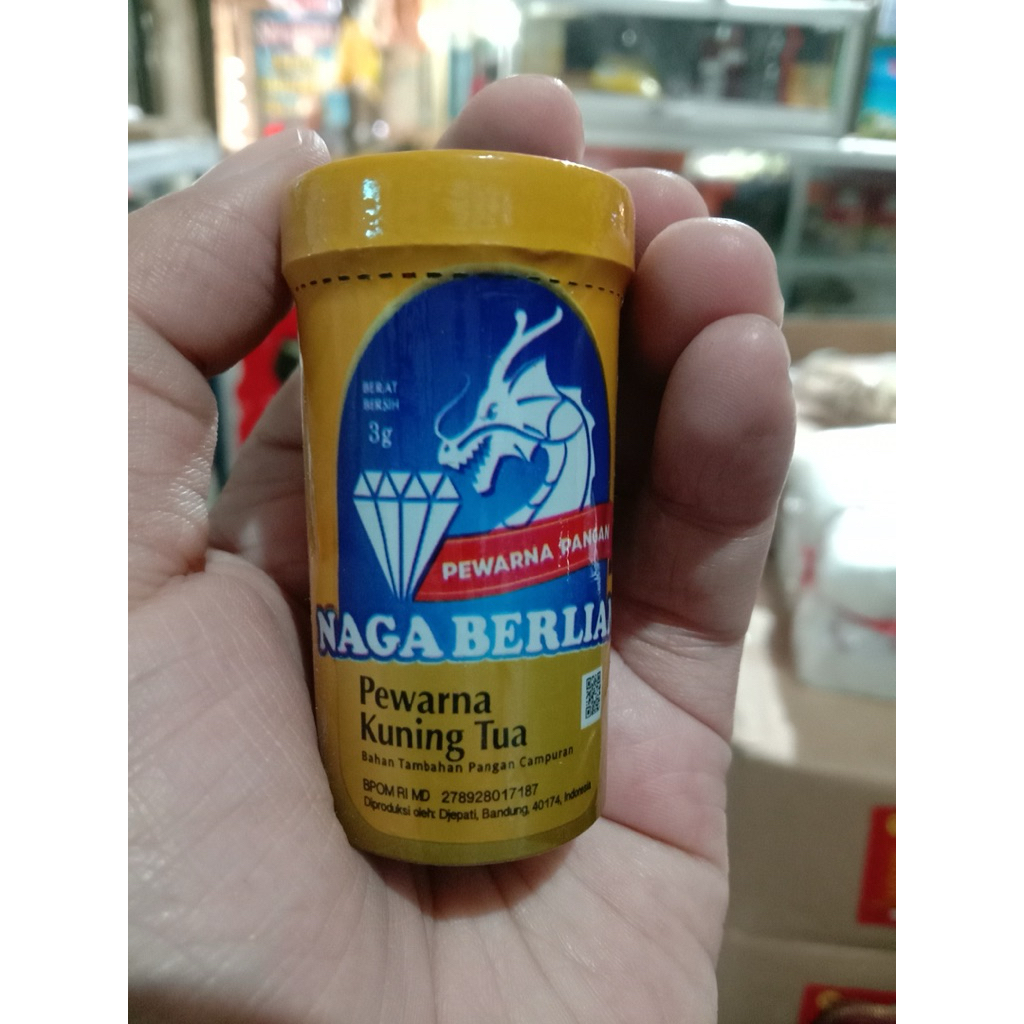 BERAT
BERSIH
3g
PEWARNA PANGAN
NAGA BERLIAN
Pewarna
Kuning Tua
Bahan Tambahan Pangan Campuran
BPOM RI MD 278928017187
Diproduksi oleh: Djepati, Bandung, 40174, Indonesia